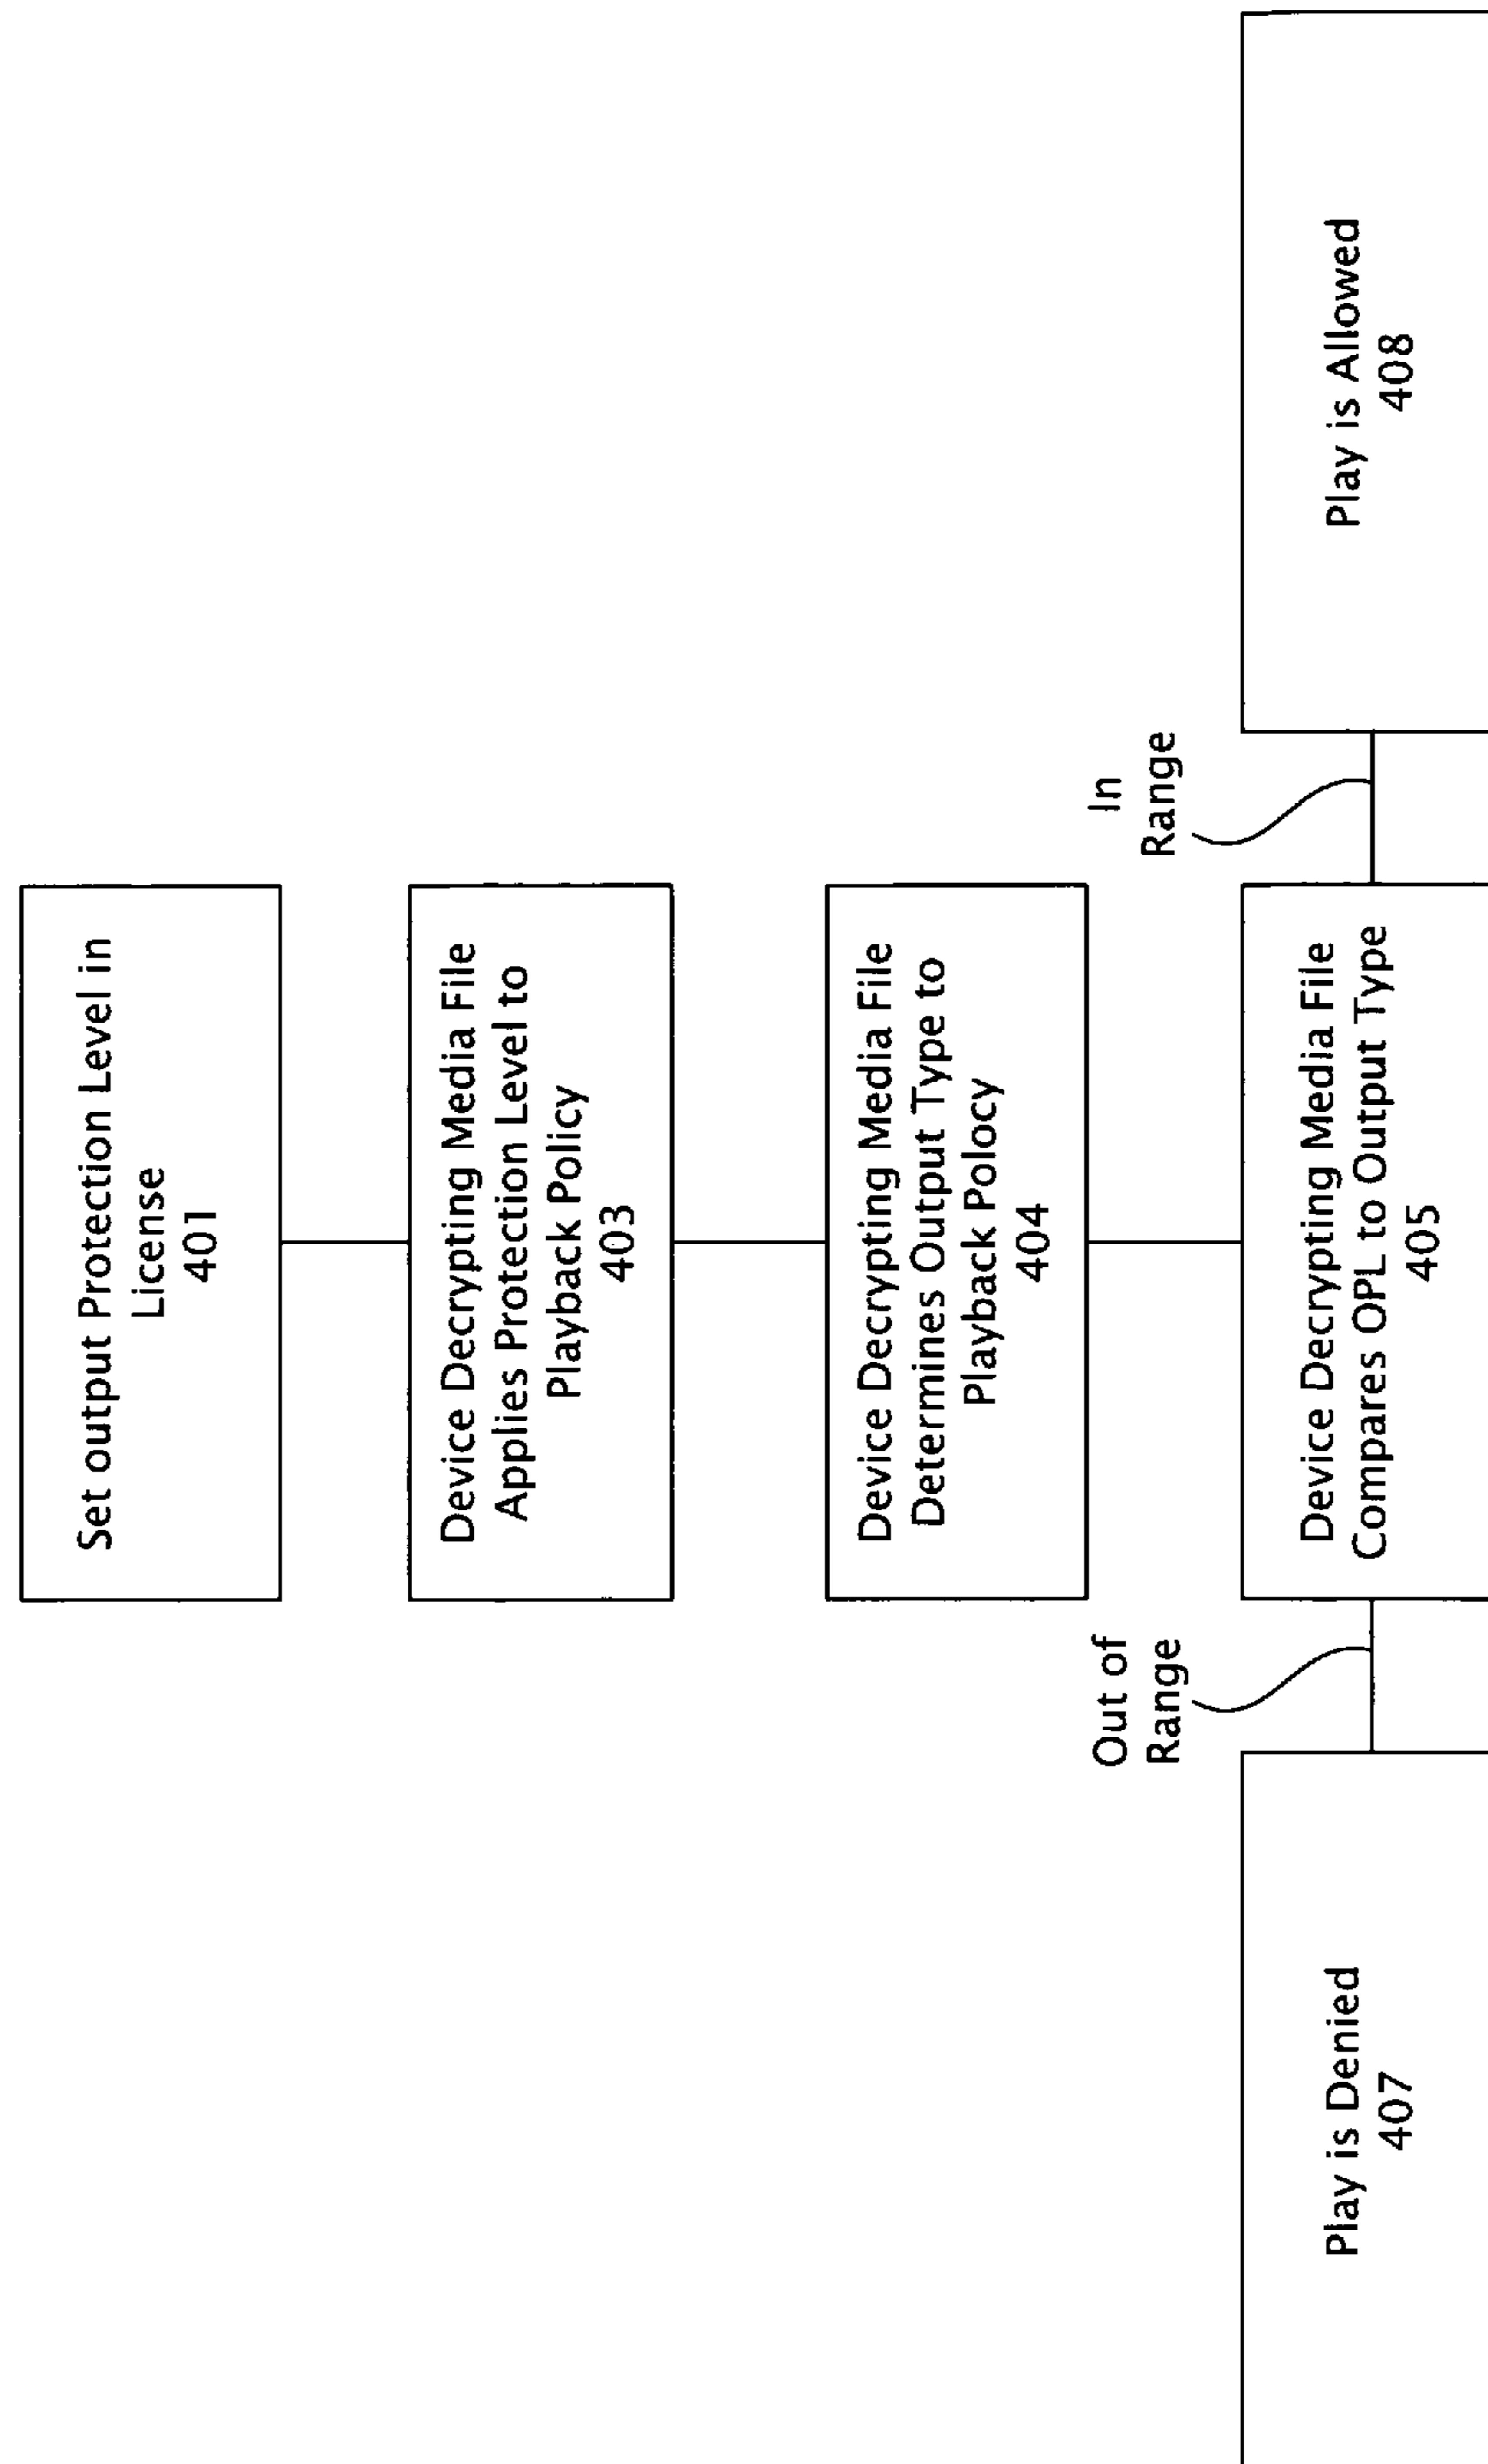 Set output Protection Level in
License
401
Device Decrypting Media File
Applies Protection Level to
Playback Policy
403
Device Decrypting Media File
Determines Output Type to
Playback Polocy
404
Out of
Range
In
Range
Play is Denied
407
Device Decrypting Media File
Compares OPL to Output Type
405
Play is Allowed
408